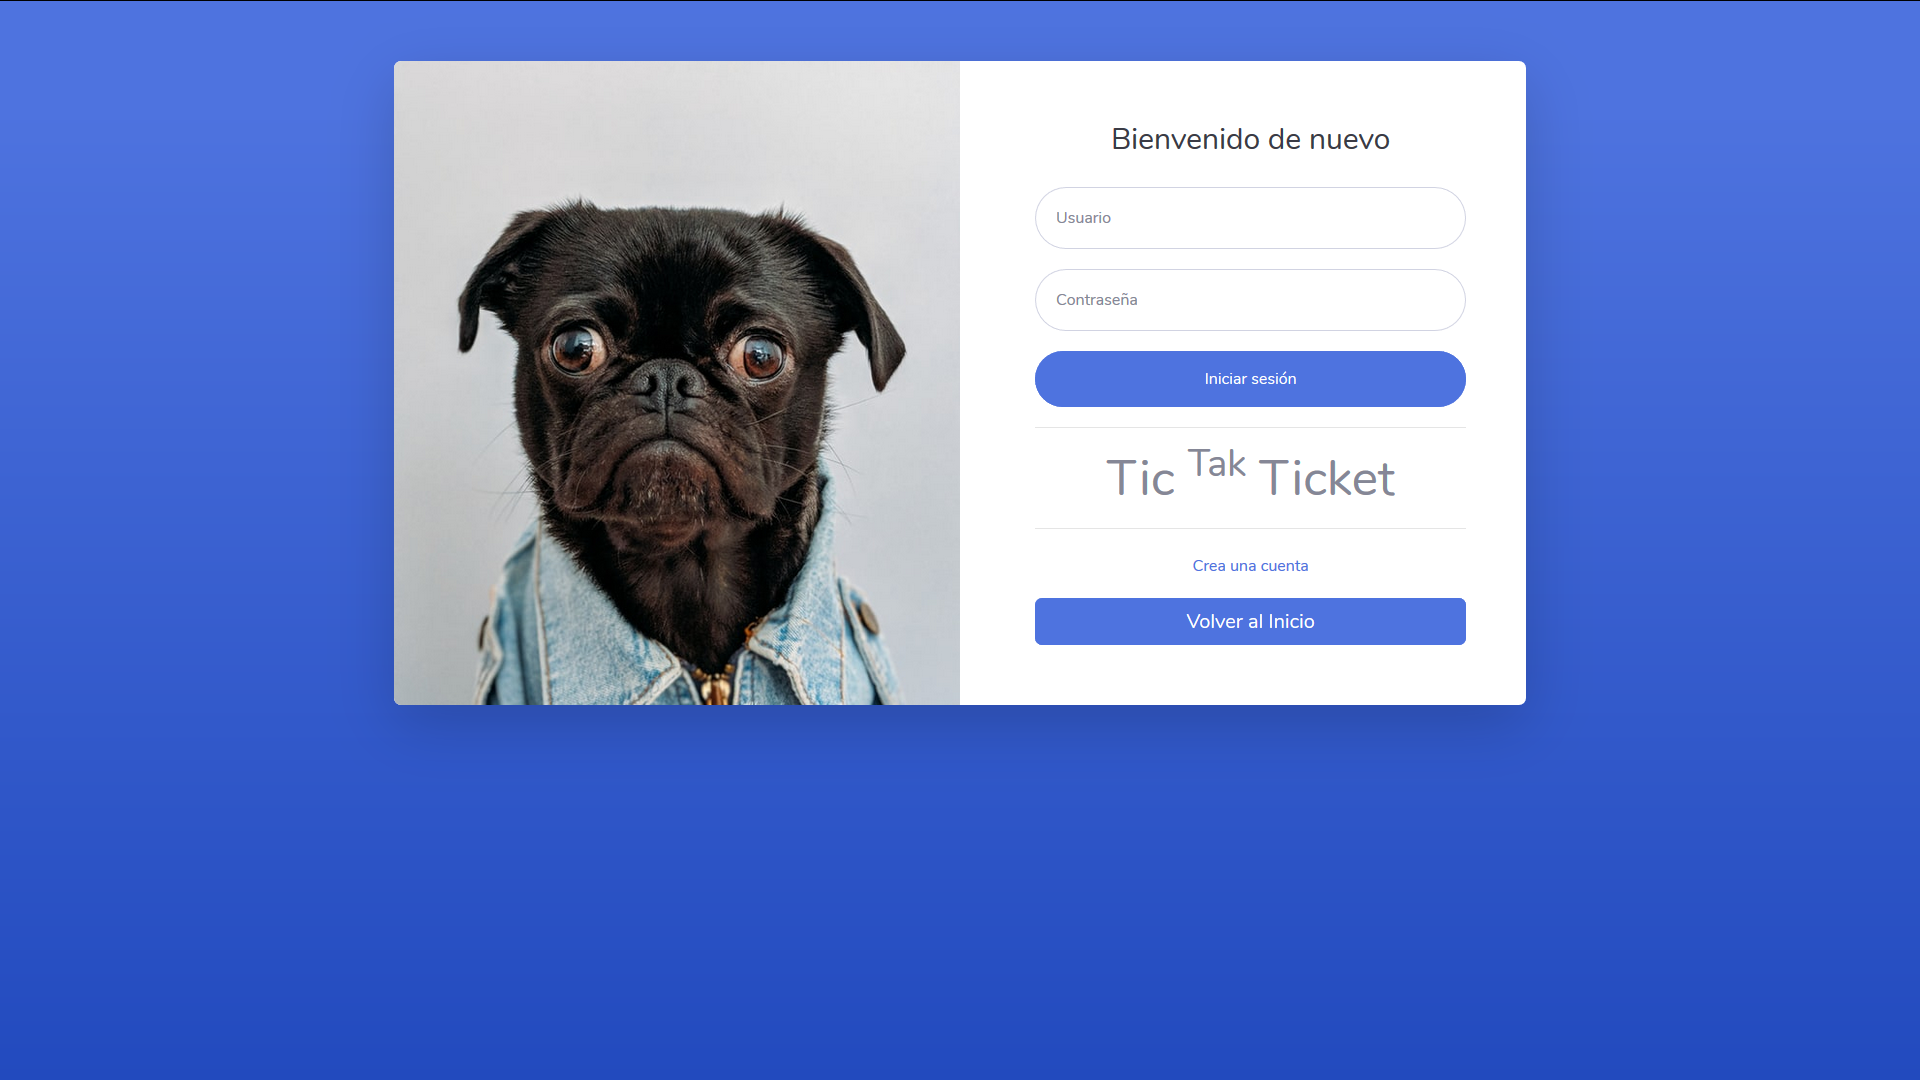 Bienvenido de nuevo
Usuario
Contraseña
Iniciar sesión
Tic Tak Ticket
Crea una cuenta
Volver al Inicio